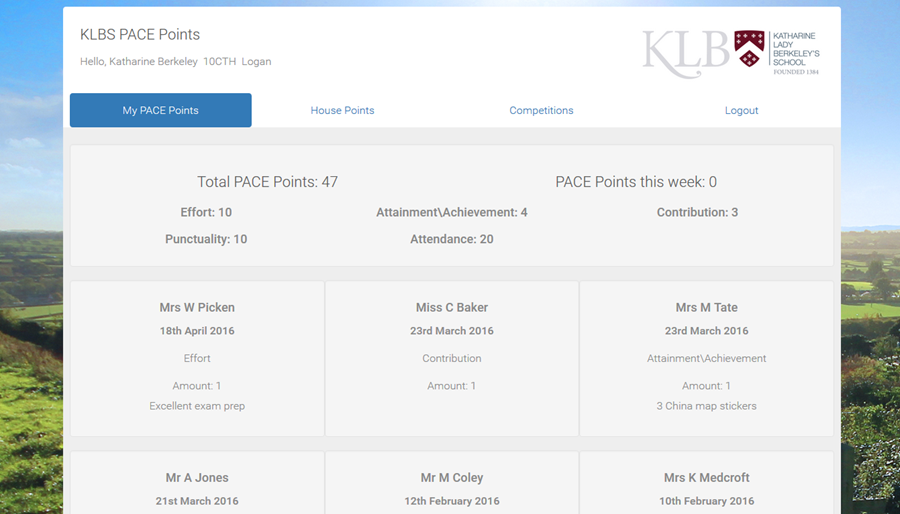 KLBS PACE Points
Hello, Katharine Berkeley 10CTH Logan
KLB
KATHARINE
LADY
BERKELEY'S
SCHOOL
FOUNDED 1384
My PACE Points
House Points
Competitions
Logout
Total PACE Points: 47
PACE Points this week: 0
Effort: 10
Attainment\Achievement: 4
Contribution: 3
Punctuality: 10
Attendance: 20
Mrs W Picken
18th April 2016
Effort
Amount: 1
Excellent exam prep
Miss C Baker
23rd March 2016
Contribution
Amount: 1
Mrs M Tate
23rd March 2016
Attainment\Achievement
Amount: 1
3 China map stickers
Mr A Jones
21st March 2016
Mr M Coley
12th February 2016
Mrs K Medcroft
10th February 2016